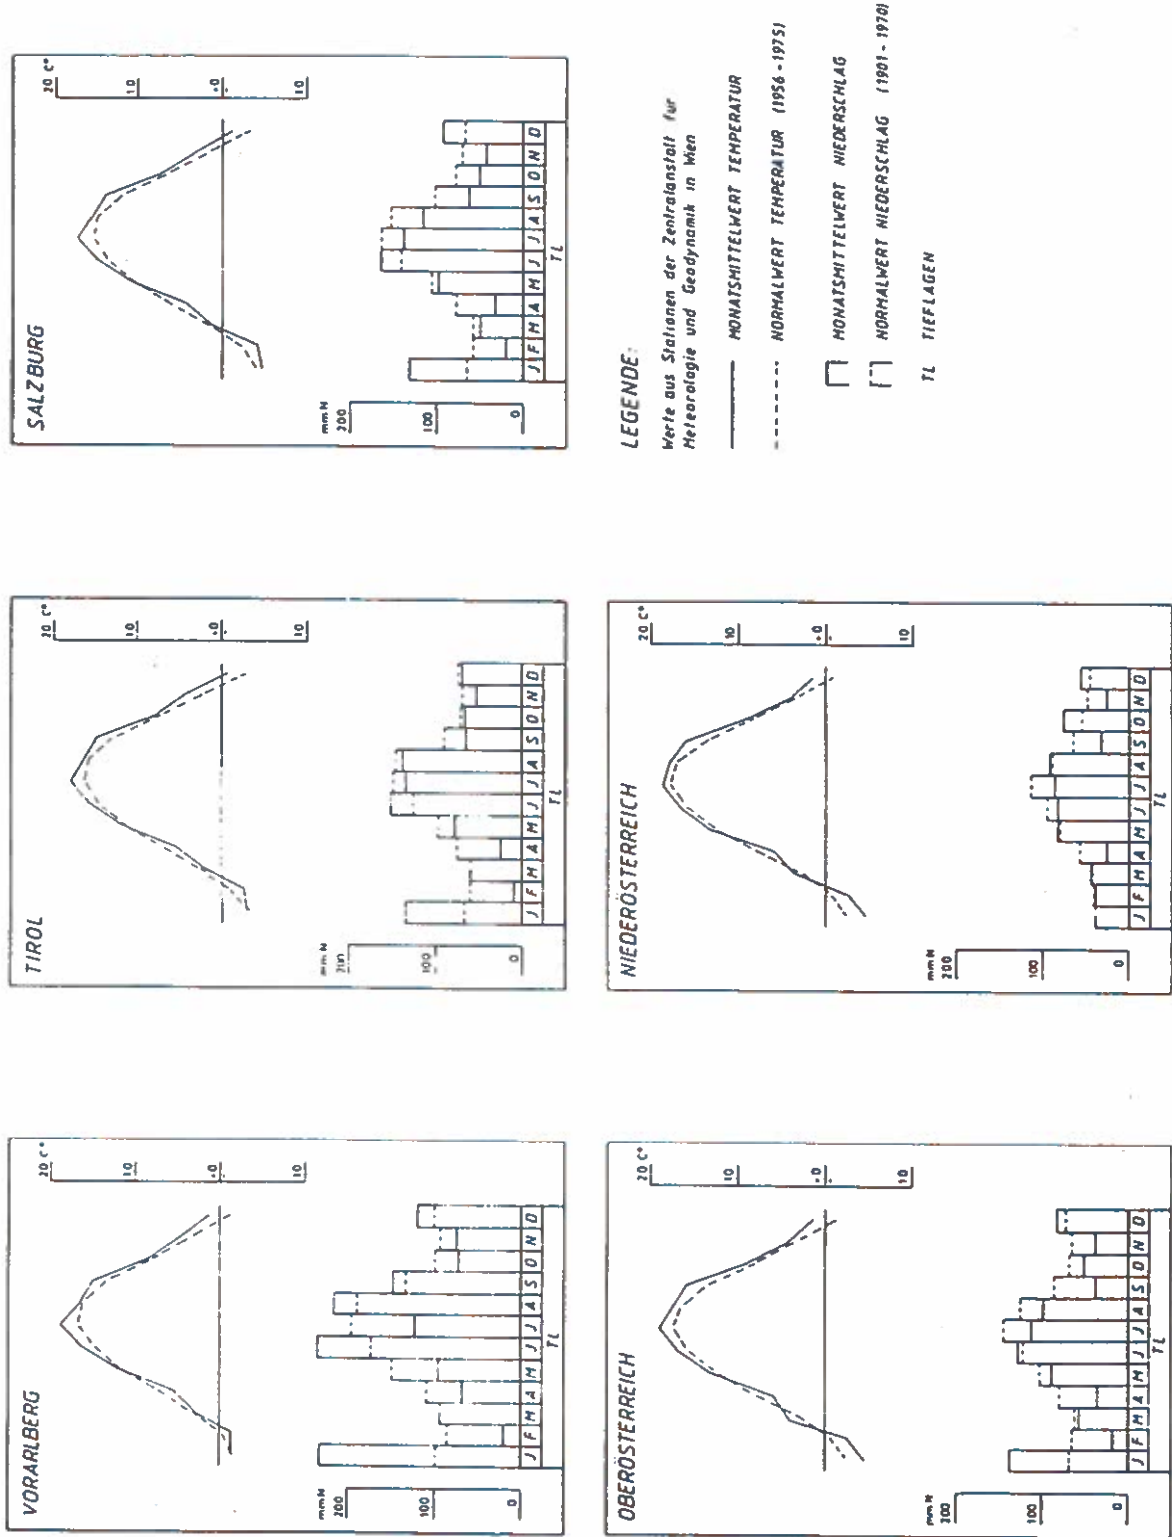 VORARLBERG
20 C°
10
±0
10
mm N
200
100
0
J F M A M J J A S O N D
TL
TIROL
20 C°
10
±0
10
mm N
200
100
0
J F M A M J J A S O N D
TL
SALZBURG
20 C°
10
±0
10
mm N
200
100
0
J F M A M J J A S O N D
TL
OBERÖSTERREICH
20 C°
10
±0
10
mm N
200
100
0
J F M A M J J A S O N D
TL
NIEDERÖSTERREICH
20 C°
10
±0
10
mm N
200
100
0
J F M A M J J A S O N D
TL
LEGENDE:
Werte aus Stationen der Zentralanstalt für
Meteorologie und Geodynamik in Wien
MONATSMITTELWERT TEMPERATUR
NORMALWERT TEMPERATUR (1956-1975)
MONATSMITTELWERT NIEDERSCHLAG
NORMALWERT NIEDERSCHLAG (1901-1970)
TL TIEFLAGEN